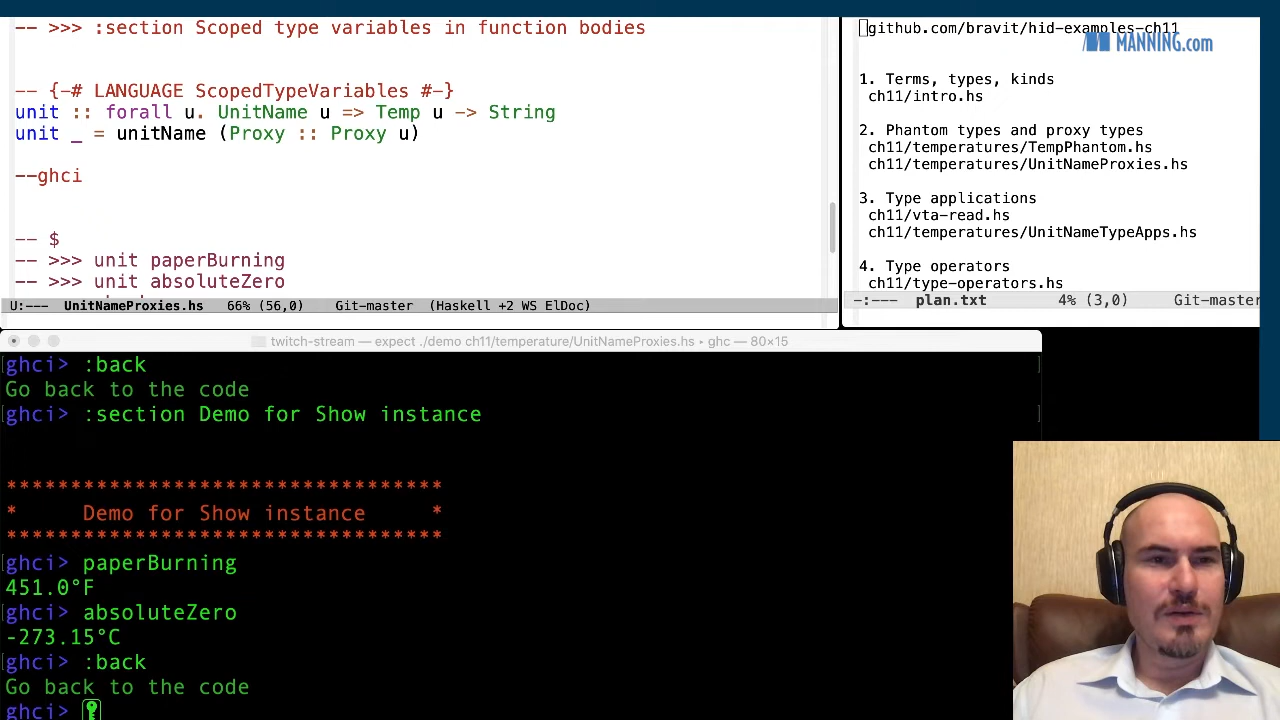 -- >>> :section Scoped type variables in function bodies
-- {-# LANGUAGE ScopedTypeVariables #-}
unit :: forall u. UnitName u => Temp u -> String
unit _ = unitName (Proxy :: Proxy u)
--ghci
-- $
-- >>> unit paperBurning
-- >>> unit absoluteZero
U:--- UnitNameProxies.hs 66% (56,0) Git-master (Haskell +2 WS ElDoc)
github.com/bravit/hid-examples-ch11
MANNING.com
1. Terms, types, kinds
ch11/intro.hs
2. Phantom types and proxy types
ch11/temperatures/TempPhantom.hs
ch11/temperatures/UnitNameProxies.hs
3. Type applications
ch11/vta-read.hs
ch11/temperatures/UnitNameTypeApps.hs
4. Type operators
ch11/type-operators.hs
-:--- plan.txt 4% (3,0) Git-master
twitch-stream — expect ./demo ch11/temperature/UnitNameProxies.hs ▸ ghc — 80×15
ghci> :back
Go back to the code
ghci> :section Demo for Show instance
**********************************
* Demo for Show instance *
**********************************
ghci> paperBurning
451.0°F
ghci> absoluteZero
-273.15°C
ghci> :back
Go back to the code
ghci>